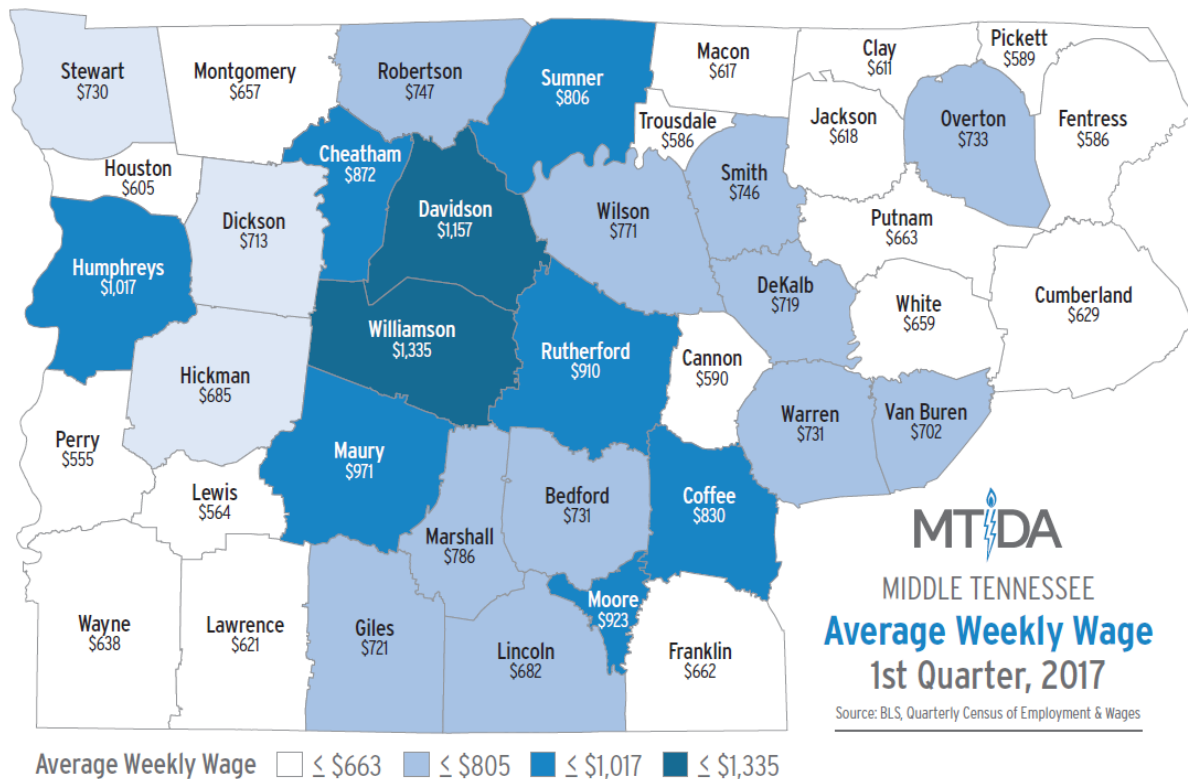 Stewart
$730
Montgomery
$657
Robertson
$747
Sumner
$806
Macon
$617
Clay
$611
Pickett
$589
Fentress
$586
Overton
$733
Jackson
$618
Trousdale
$586
Smith
$746
Houston
$605
Cheatham
$872
Dickson
$713
Davidson
$1,157
Wilson
$771
Putnam
$663
Humphreys
$1,017
DeKalb
$719
White
$659
Cumberland
$629
Williamson
$1,335
Rutherford
$910
Cannon
$590
Hickman
$685
Warren
$731
Van Buren
$702
Perry
$555
Maury
$971
Lewis
$564
Bedford
$731
Coffee
$830
Marshall
$786
Moore
$923
Wayne
$638
Lawrence
$621
Giles
$721
Lincoln
$682
Franklin
$662
MTiDA
MIDDLE TENNESSEE
Average Weekly Wage
1st Quarter, 2017
Source: BLS, Quarterly Census of Employment & Wages
Average Weekly Wage ≤ $663 ≤ $805 ≤ $1,017 ≤ $1,335